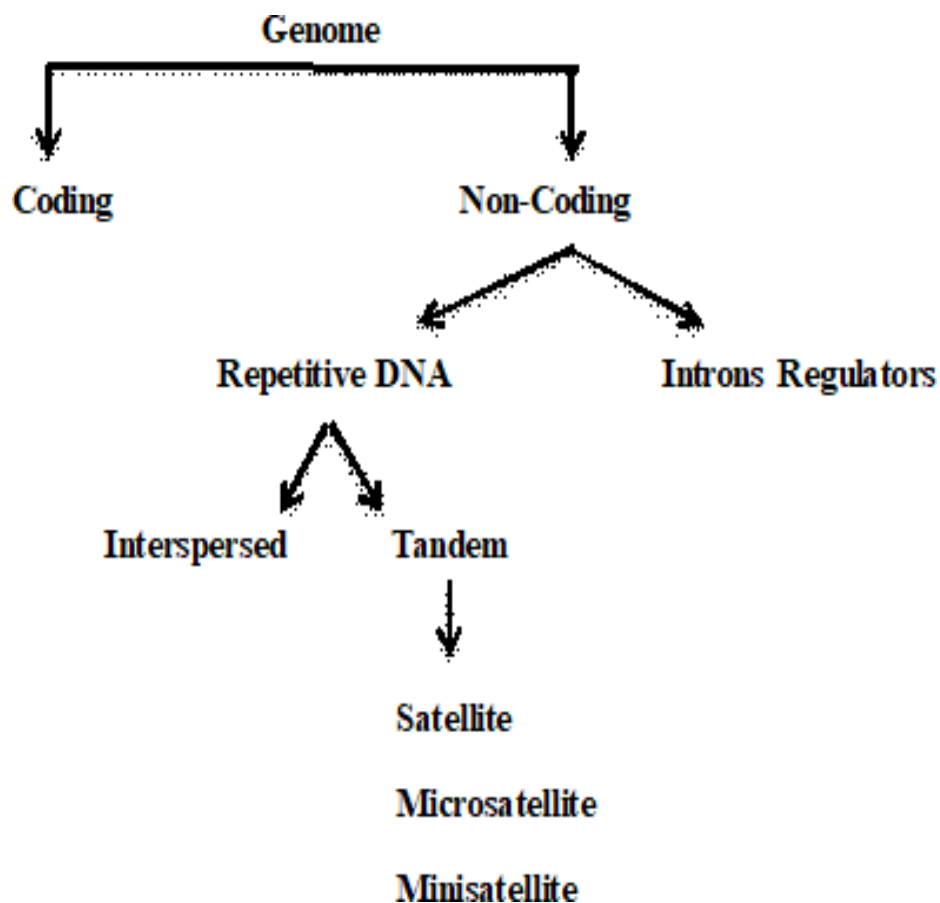 Genome
Coding Non-Coding
Repetitive DNA Introns Regulators
Interspersed Tandem
Satellite
Microsatellite
Minisatellite